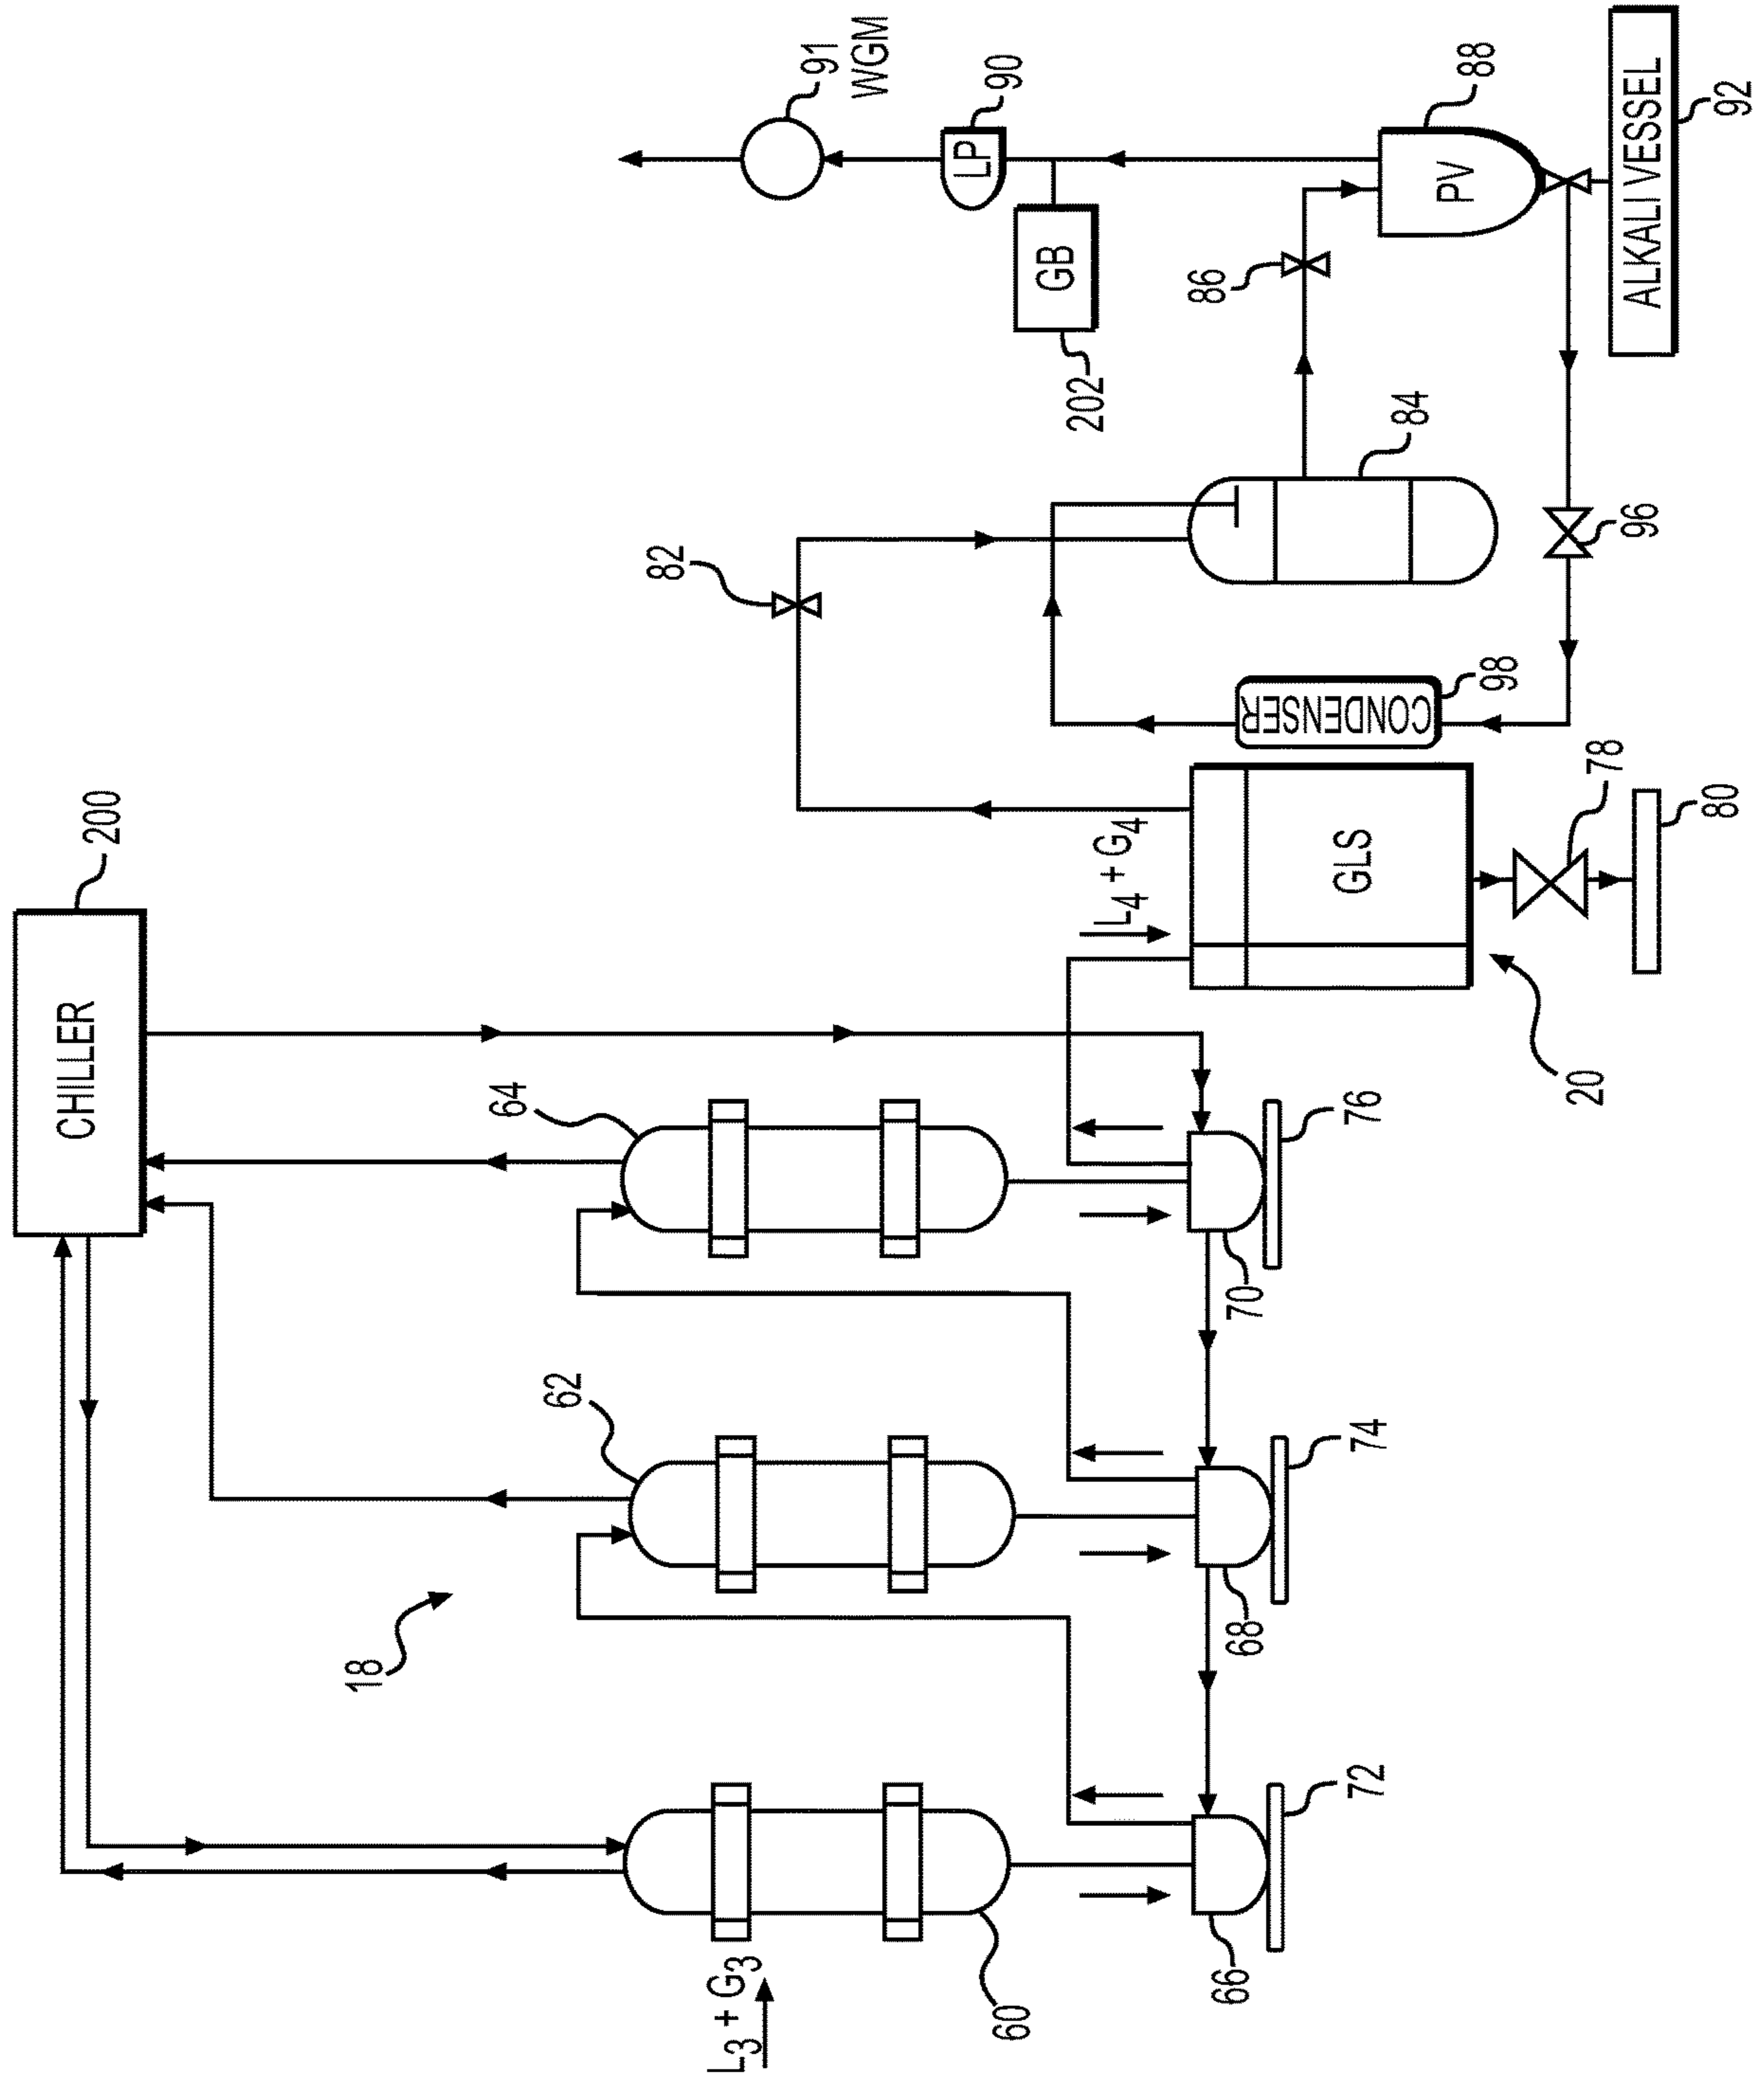 CHILLER
200
18
60
62
64
L3 + G3
66
68
70
72
74
76
L4 + G4
GLS
20
78
80
82
CONDENSER
98
84
96
86
GB
202
LP
90
91
WGM
PV
88
ALKALI VESSEL
92